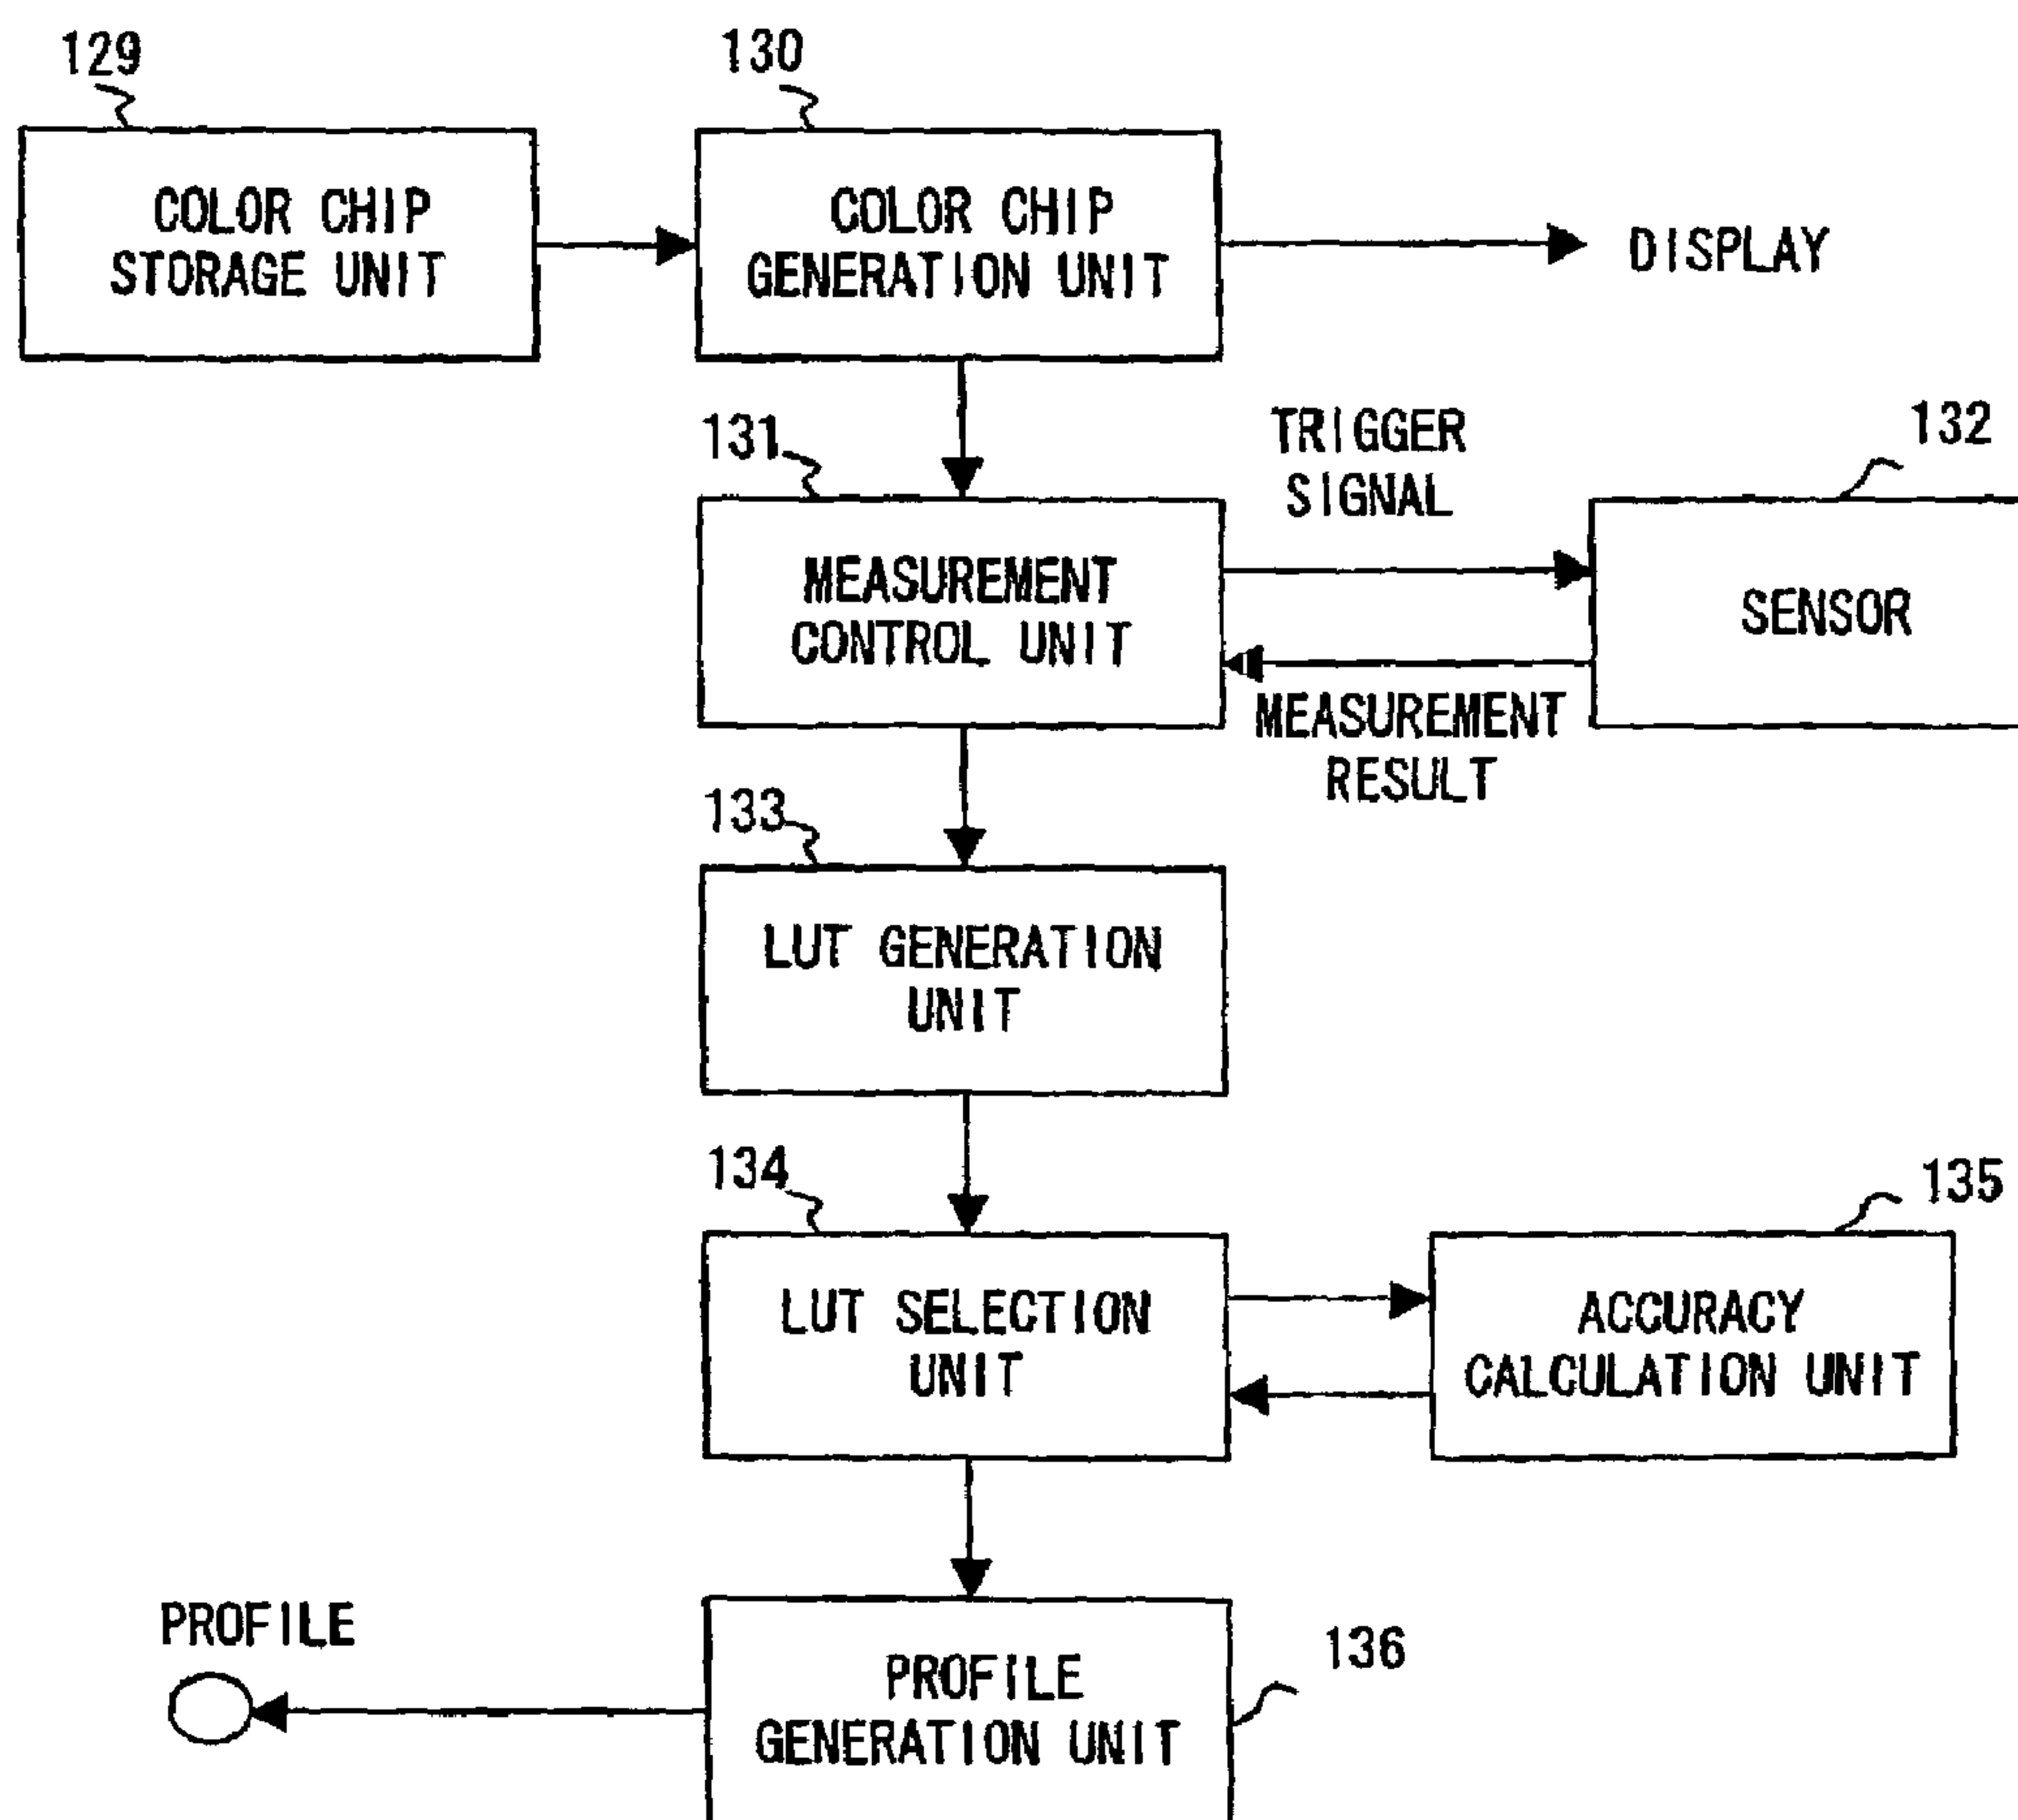 129
130
COLOR CHIP
STORAGE UNIT
COLOR CHIP
GENERATION UNIT
DISPLAY
131
TRIGGER
SIGNAL
132
MEASUREMENT
CONTROL UNIT
SENSOR
MEASUREMENT
RESULT
133
LUT GENERATION
UNIT
134
135
LUT SELECTION
UNIT
ACCURACY
CALCULATION UNIT
PROFILE
136
PROFILE
GENERATION UNIT